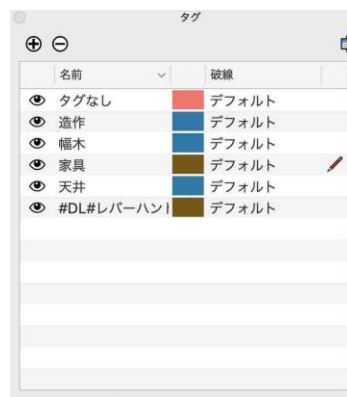 タグ
名前 破線
タグなし デフォルト
造作 デフォルト
幅木 デフォルト
家具 デフォルト
天井 デフォルト
#DL#レバーハント デフォルト